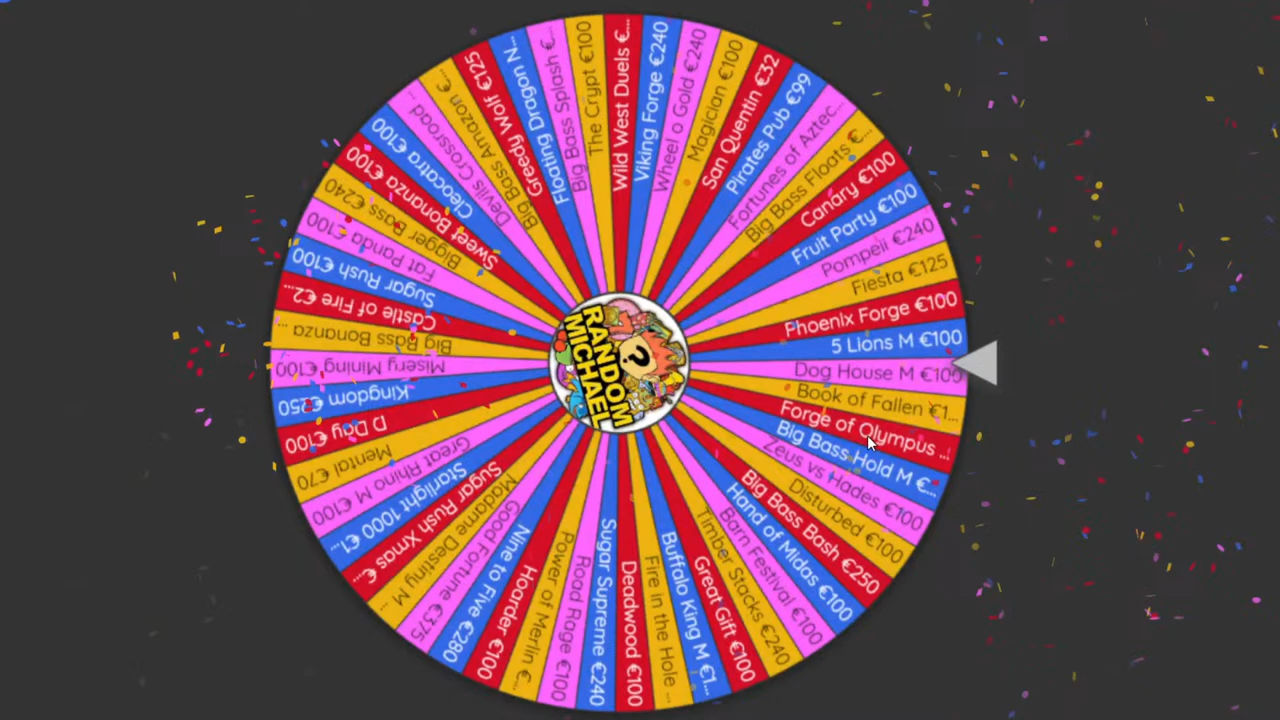 Wild West Duels €...
Viking Forge €240
Wheel o Gold €240
Magician €100
San Quentin €32
Pirates Pub €99
Fortunes of Aztec...
Big Bass Floats €...
Canary €100
Fruit Party €100
Pompeii €240
Fiesta €125
Phoenix Forge €100
5 Lions M €100
Dog House M €100
Book of Fallen €1...
Forge of Olympus ...
Big Bass Hold M €...
Zeus vs Hades €100
Disturbed €100
Big Bass Bash €250
Hand of Midas €100
Barn Festival €100
Timber Stacks €240
Great Gift €100
Buffalo King M €1...
Fire in the Hole ...
Deadwood €100
Sugar Supreme €240
Road Rage €100
Power of Merlin €...
Hoarder €100
Nine to Five €280
Good Fortune €375
Madame Destiny M ...
Sugar Rush Xmas €...
Starlight 1000 €1...
Great Rhino M €100
Mental €70
D Day €100
Kingdom €250
Misery Mining €100
Big Bass Bonanza ...
Castle of Fire €2...
Sugar Rush €100
Fat Panda €100
Bigger Bass €240
Sweet Bonanza €100
Cleocatra €100
Devils Crossroad ...
Big Bass Amazon €...
Greedy Wolf €125
Floating Dragon N...
Big Bass Splash €...
The Crypt €100
RANDOM
MICHAEL
?